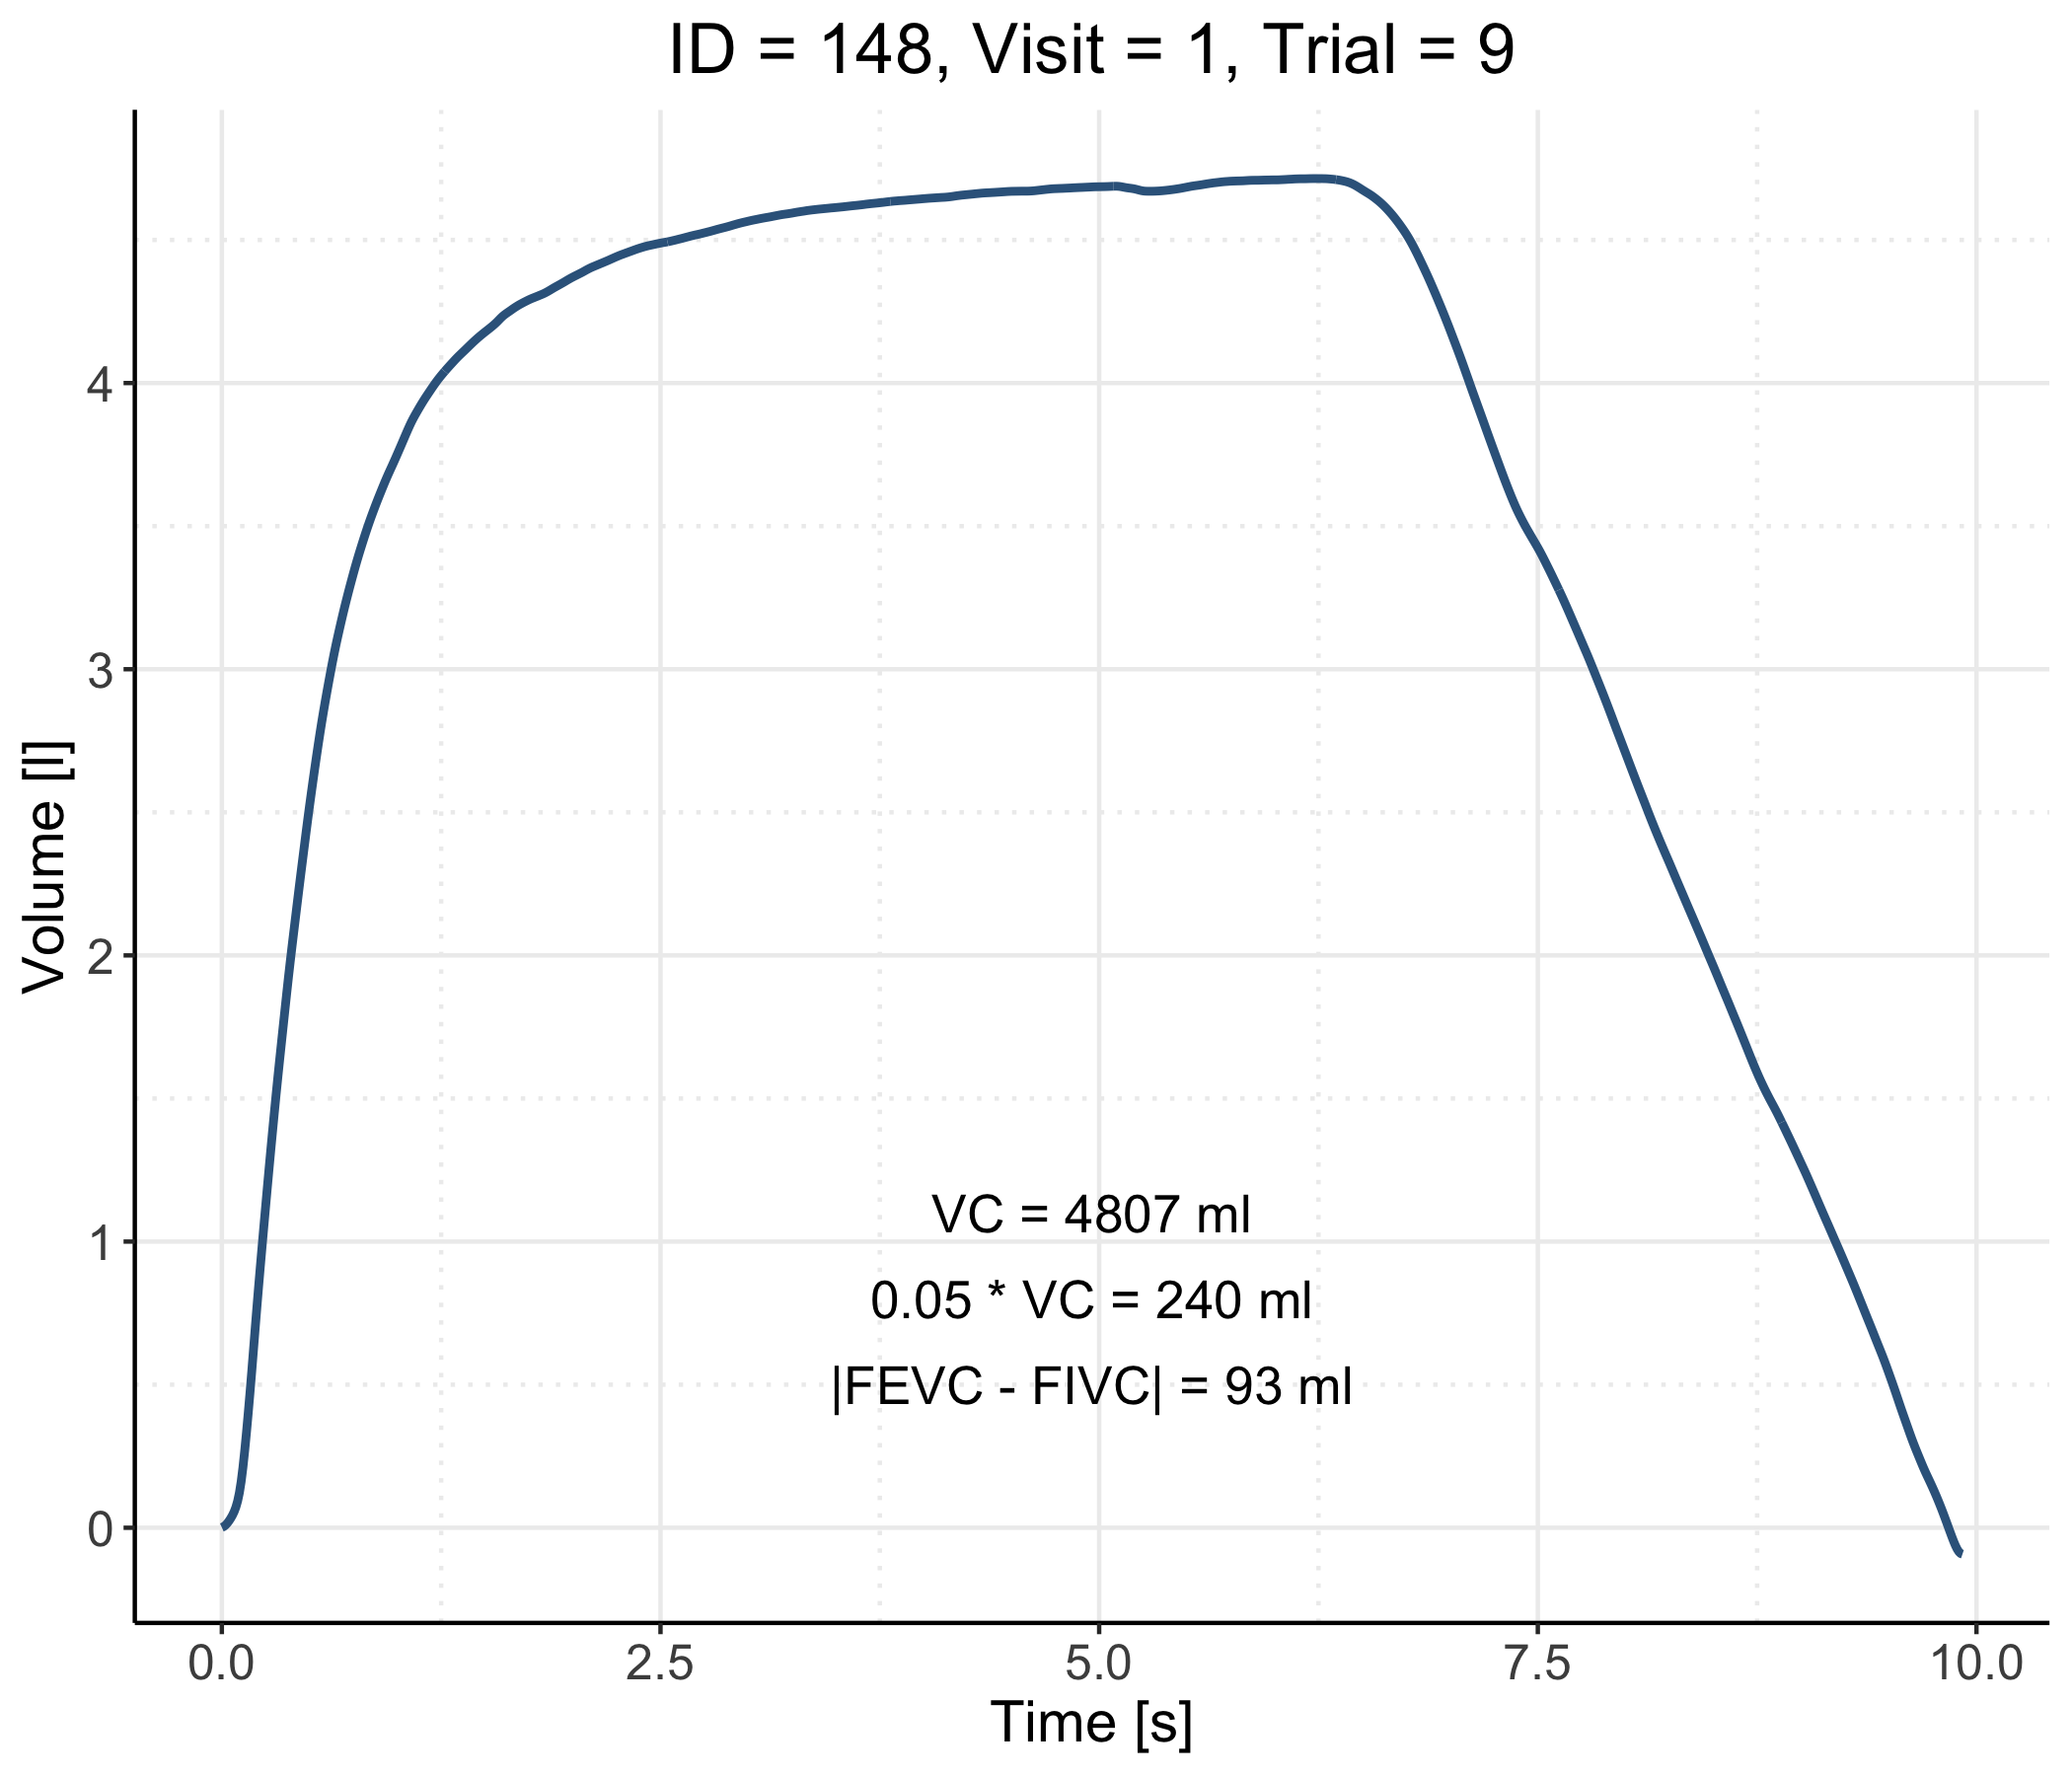 ID = 148, Visit = 1, Trial = 9
Volume [l]
4
3
2
1
0
VC = 4807 ml
0.05 * VC = 240 ml
|FEVC - FIVC| = 93 ml
0.0 2.5 5.0 7.5 10.0
Time [s]